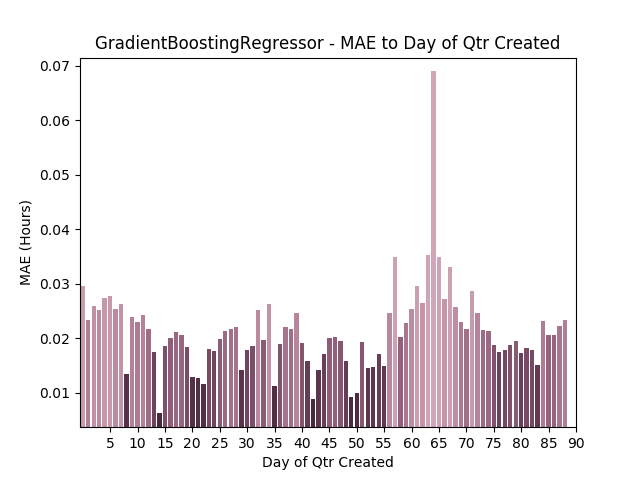 GradientBoostingRegressor - MAE to Day of Qtr Created
0.07
0.06
0.05
0.04
0.03
0.02
0.01
MAE (Hours)
5 10 15 20 25 30 35 40 45 50 55 60 65 70 75 80 85 90
Day of Qtr Created